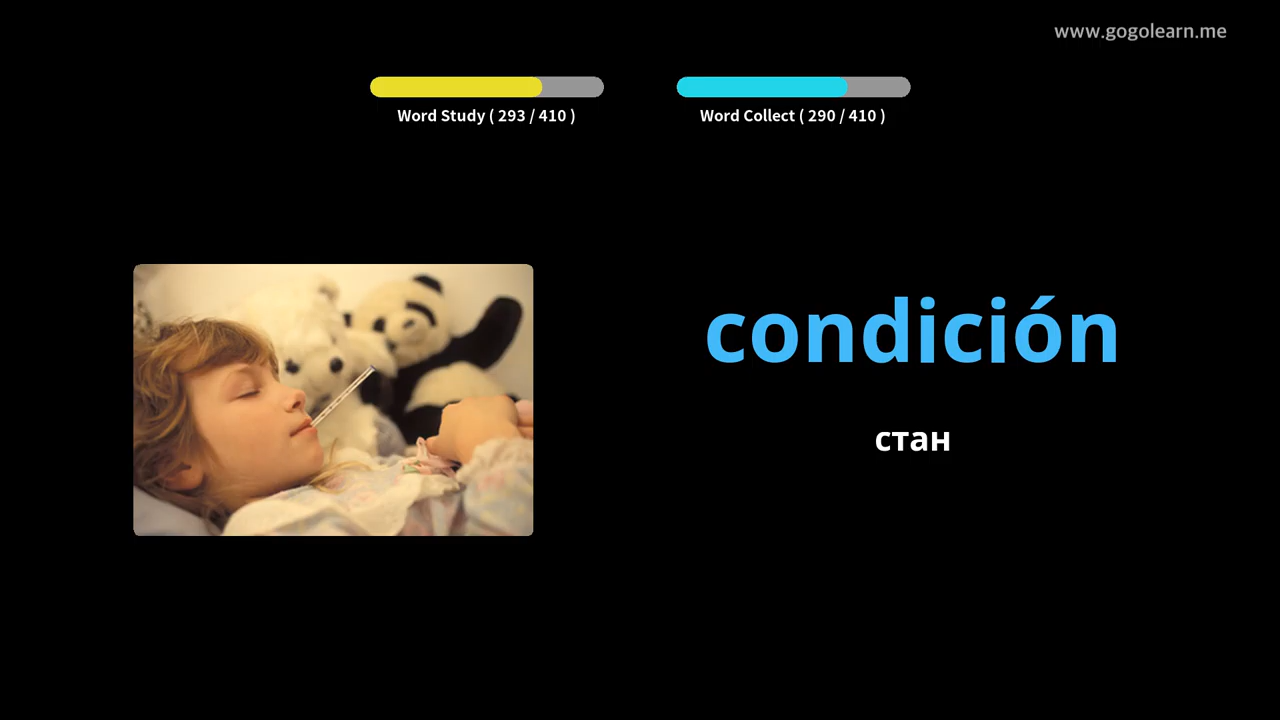 www.gogolearn.me
Word Study ( 293 / 410 )
Word Collect ( 290 / 410 )
condición
стан